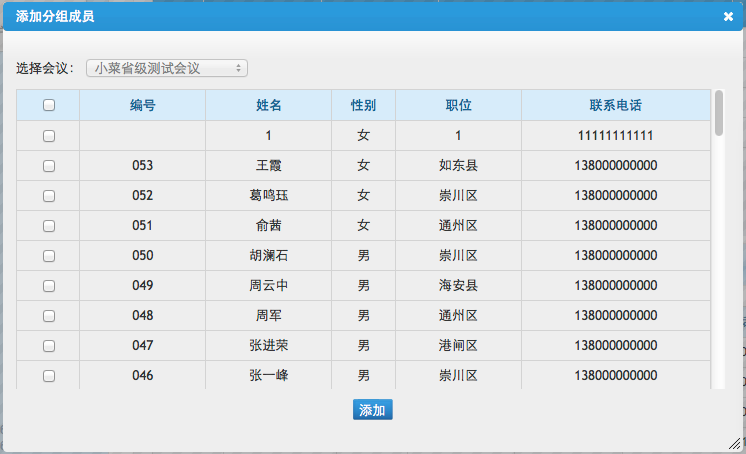 添加分组成员
选择会议： 小菜省级测试会议
编号 姓名 性别 职位 联系电话
1 女 1 11111111111
053 王霞 女 如东县 138000000000
052 葛鸣珏 女 崇川区 138000000000
051 俞茜 女 通州区 138000000000
050 胡澜石 男 崇川区 138000000000
049 周云中 男 海安县 138000000000
048 周军 男 通州区 138000000000
047 张进荣 男 港闸区 138000000000
046 张一峰 男 崇川区 138000000000
添加